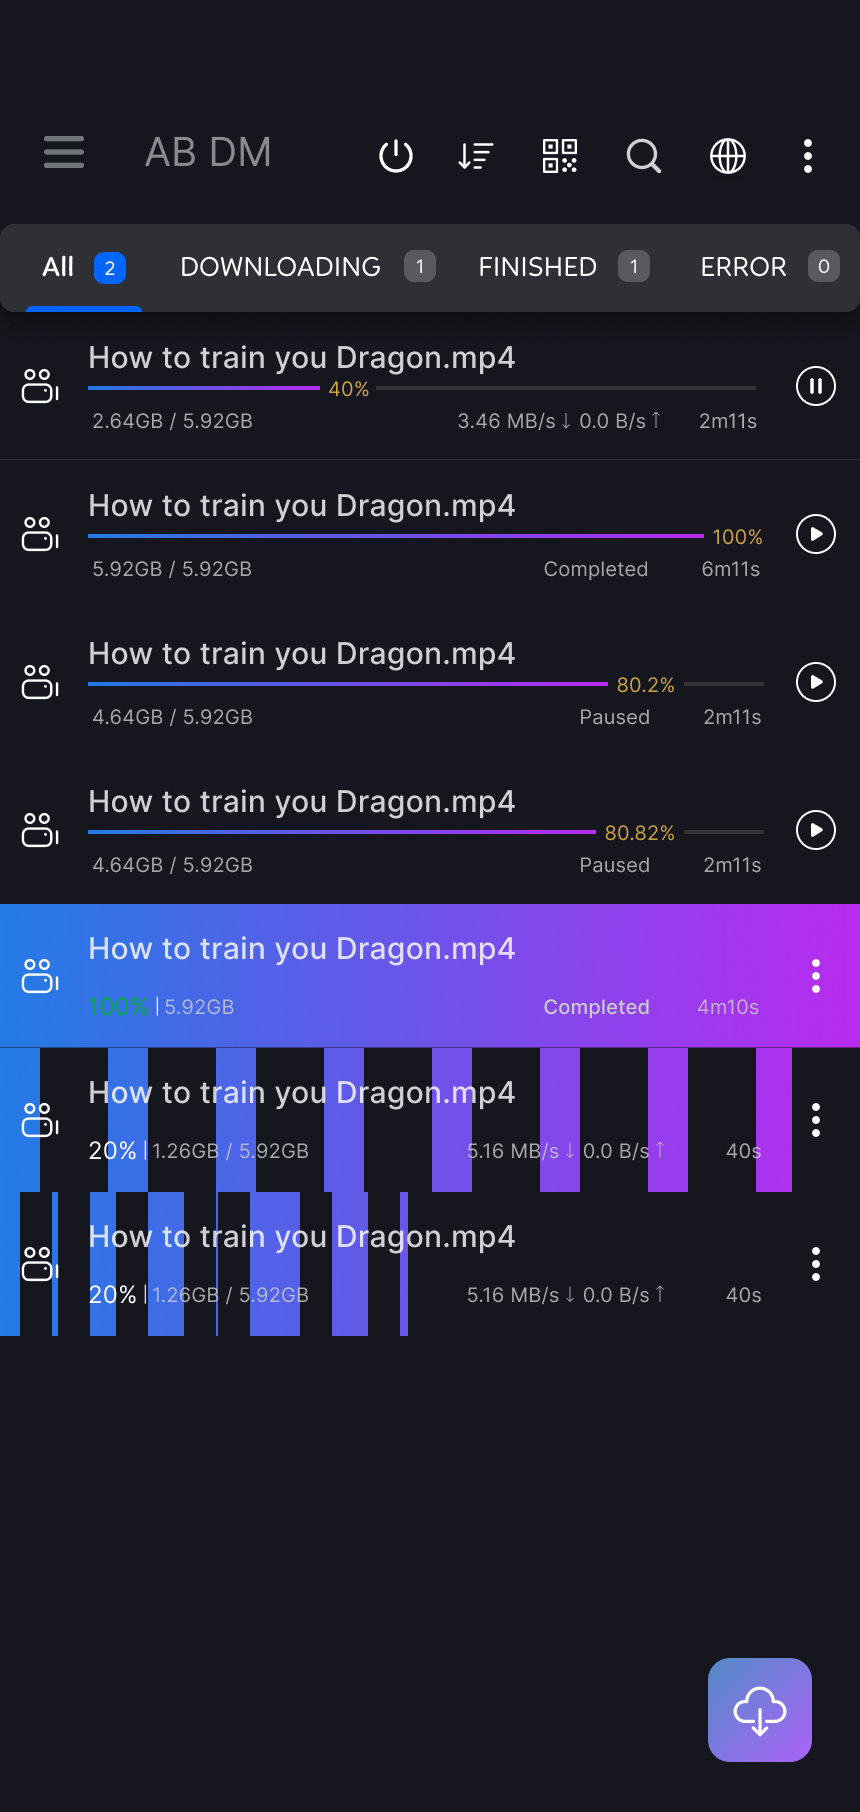 AB DM
All 2 DOWNLOADING 1 FINISHED 1 ERROR 0
How to train you Dragon.mp4
40%
2.64GB / 5.92GB 3.46 MB/s ↓ 0.0 B/s ↑ 2m11s
How to train you Dragon.mp4
100%
5.92GB / 5.92GB Completed 6m11s
How to train you Dragon.mp4
80.2%
4.64GB / 5.92GB Paused 2m11s
How to train you Dragon.mp4
80.82%
4.64GB / 5.92GB Paused 2m11s
How to train you Dragon.mp4
100% | 5.92GB Completed 4m10s
How to train you Dragon.mp4
20% | 1.26GB / 5.92GB 5.16 MB/s ↓ 0.0 B/s ↑ 40s
How to train you Dragon.mp4
20% | 1.26GB / 5.92GB 5.16 MB/s ↓ 0.0 B/s ↑ 40s